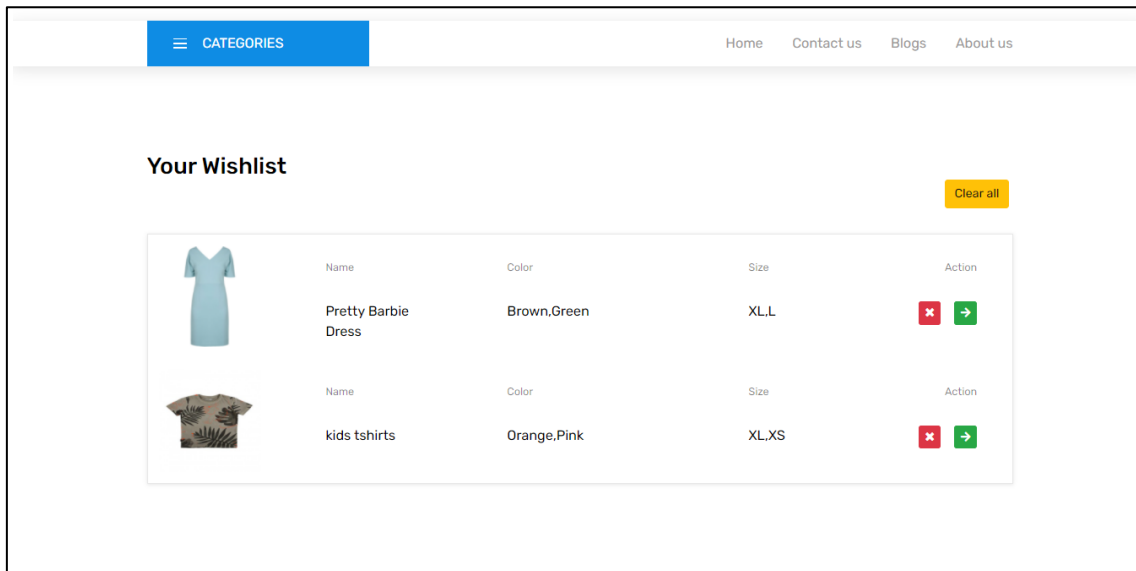 CATEGORIES Home Contact us Blogs About us
Your Wishlist
Clear all
Name Color Size Action
Pretty Barbie Brown,Green XL,L
Dress
Name Color Size Action
kids tshirts Orange,Pink XL,XS